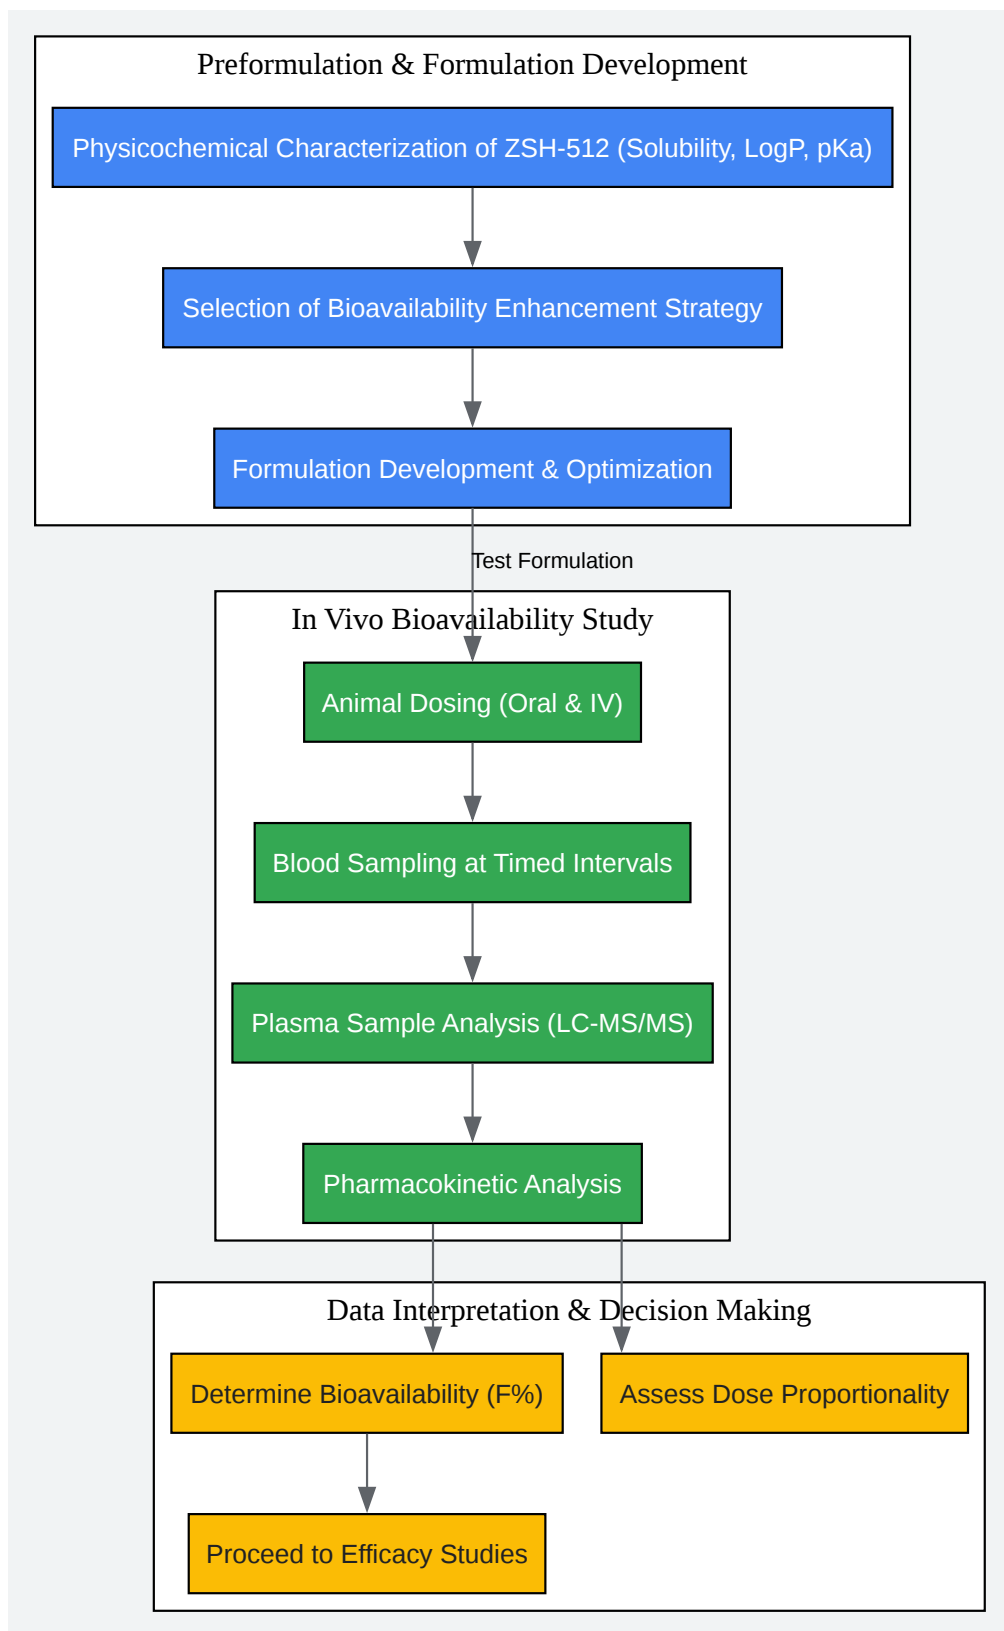 Preformulation & Formulation Development
Physicochemical Characterization of ZSH-512 (Solubility, LogP, pKa)
Selection of Bioavailability Enhancement Strategy
Formulation Development & Optimization
Test Formulation
In Vivo Bioavailability Study
Animal Dosing (Oral & IV)
Blood Sampling at Timed Intervals
Plasma Sample Analysis (LC-MS/MS)
Pharmacokinetic Analysis
Data Interpretation & Decision Making
Determine Bioavailability (F%)
Assess Dose Proportionality
Proceed to Efficacy Studies